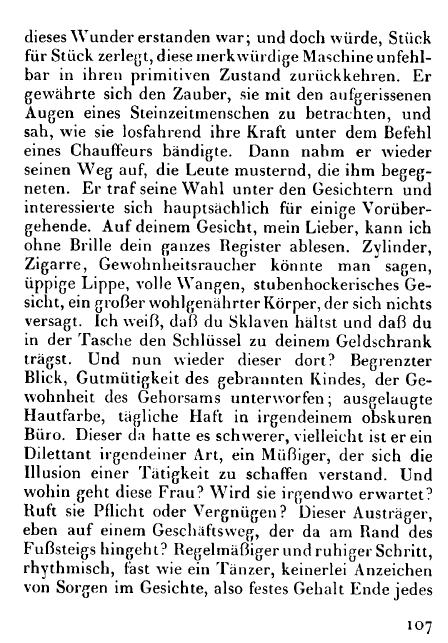 dieses Wunder erstanden war; und doch würde, Stück
für Stück zerlegt, diese merkwürdige Maschine unfehl-
bar in ihren primitiven Zustand zurückkehren. Er
gewährte sich den Zauber, sie mit den aufgerissenen
Augen eines Steinzeitmenschen zu betrachten, und
sah, wie sie losfahrend ihre Kraft unter dem Befehl
eines Chauffeurs bändigte. Dann nahm er wieder
seinen Weg auf, die Leute musternd, die ihm begeg-
neten. Er traf seine Wahl unter den Gesichtern und
interessierte sich hauptsächlich für einige Vorüber-
gehende. Auf deinem Gesicht, mein Lieber, kann ich
ohne Brille dein ganzes Register ablesen. Zylinder,
Zigarre, Gewohnheitsraucher könnte man sagen,
üppige Lippe, volle Wangen, stubenhockerisches Ge-
sicht, ein großer wohlgenährter Körper, der sich nichts
versagt. Ich weiß, daß du Sklaven hältst und daß du
in der Tasche den Schlüssel zu deinem Geldschrank
trägst. Und nun wieder dieser dort? Begrenzter
Blick, Gutmütigkeit des gebrannten Kindes, der Ge-
wohnheit des Gehorsams unterworfen; ausgelaugte
Hautfarbe, tägliche Haft in irgendeinem obskuren
Büro. Dieser da hatte es schwerer, vielleicht ist er ein
Dilettant irgendeiner Art, ein Müßiger, der sich die
Illusion einer Tätigkeit zu schaffen verstand. Und
wohin geht diese Frau? Wird sie irgendwo erwartet?
Ruft sie Pflicht oder Vergnügen? Dieser Austräger,
eben auf einem Geschäftsweg, der da am Rand des
Fußsteigs hingeht? Regelmäßiger und ruhiger Schritt,
rhythmisch, fast wie ein Tänzer, keinerlei Anzeichen
von Sorgen im Gesichte, also festes Gehalt Ende jedes
107